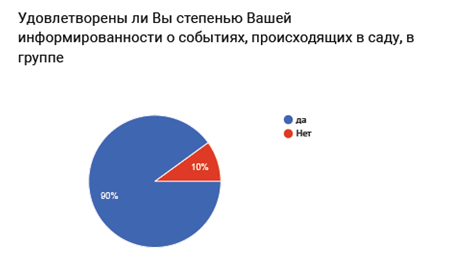 Удовлетворены ли Вы степенью Вашей
информированности о событиях, происходящих в саду, в
группе
да
Нет
10%
90%